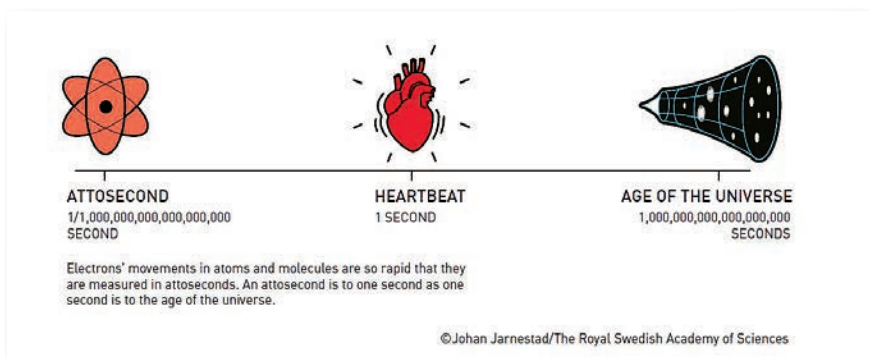 ATTOSECOND
1/1,000,000,000,000,000,000
SECOND
HEARTBEAT
1 SECOND
AGE OF THE UNIVERSE
1,000,000,000,000,000,000
SECONDS
Electrons' movements in atoms and molecules are so rapid that they
are measured in attoseconds. An attosecond is to one second as one
second is to the age of the universe.
©Johan Jarnestad/The Royal Swedish Academy of Sciences